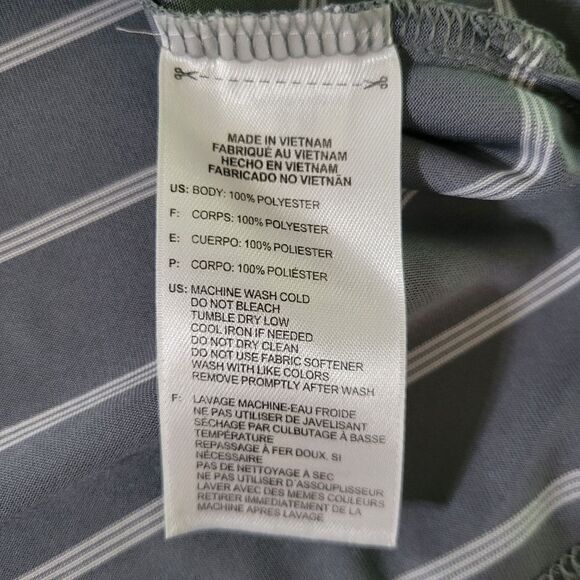 MADE IN VIETNAM
FABRIQUÉ AU VIETNAM
HECHO EN VIETNAM
FABRICADO NO VIETNÃN
US: BODY: 100% POLYESTER
F: CORPS: 100% POLYESTER
E: CUERPO: 100% POLYESTER
P: CORPO: 100% POLIÉSTER
US: MACHINE WASH COLD
DO NOT BLEACH
TUMBLE DRY LOW
COOL IRON IF NEEDED
DO NOT DRY CLEAN
DO NOT USE FABRIC SOFTENER
WASH WITH LIKE COLORS
REMOVE PROMPTLY AFTER WASH
F: LAVAGE MACHINE-EAU FROIDE
NE PAS UTILISER DE JAVELISANT
SÉCHAGE PAR CULBUTAGE À BASSE
TEMPÉRATURE
REPASSAGE À FER DOUX, SI
NÉCESSAIRE
PAS DE NETTOYAGE A SEC
NE PAS UTILISER D'ASSOUPLISSEUR
LAVER AVEC DES MEMES COULEURS
RETIRER IMMEDIATEMENT DE LA
MACHINE APRÈS LAVAGE